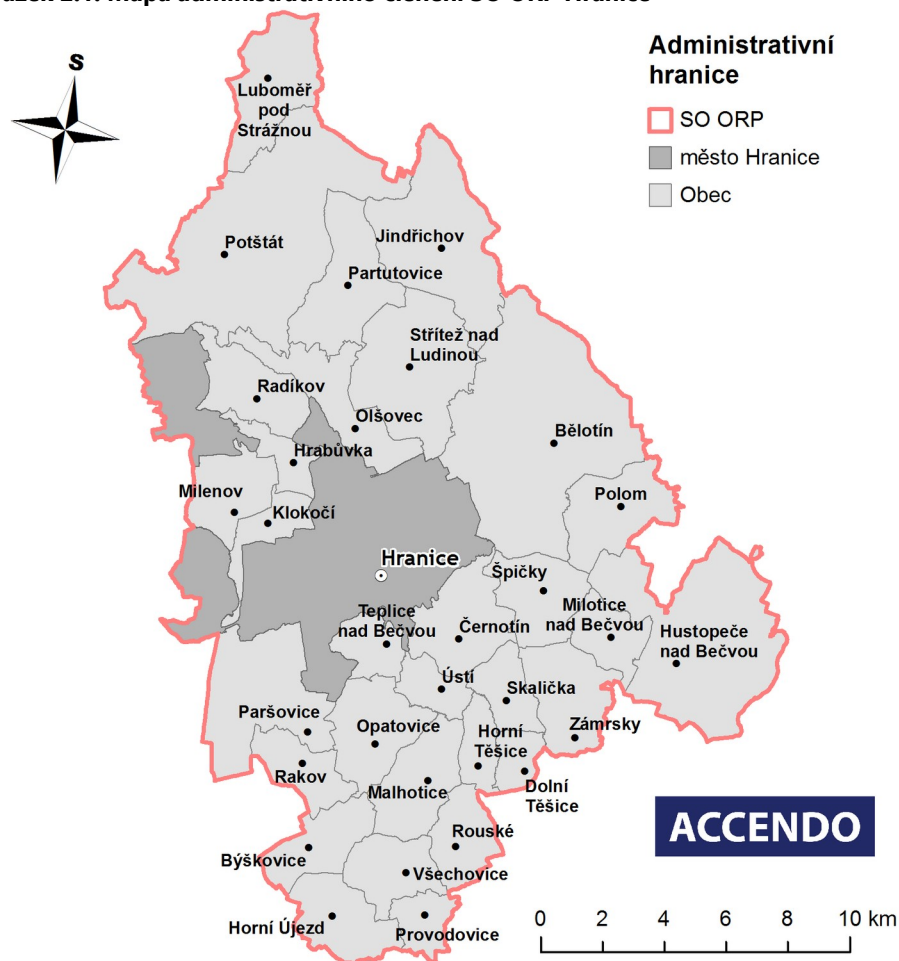 S
Administrativní
hranice
SO ORP
město Hranice
Obec
Luboměř
pod
Strážnou
Potštát
Jindřichov
Partutovice
Střítež nad
Ludinou
Radíkov
Olšovec
Hrabůvka
Bělotín
Polom
Milenov
Klokočí
Hranice
Špičky
Teplice
nad Bečvou
Černotín
Milotice
nad Bečvou
Hustopeče
nad Bečvou
Ústí
Skalička
Paršovice
Opatovice
Horní
Těšice
Zámrsky
Rakov
Malhotice
Dolní
Těšice
ACCENDO
Rouské
Býškovice
Všechovice
Horní Újezd
Provodovice
0 2 4 6 8 10 km